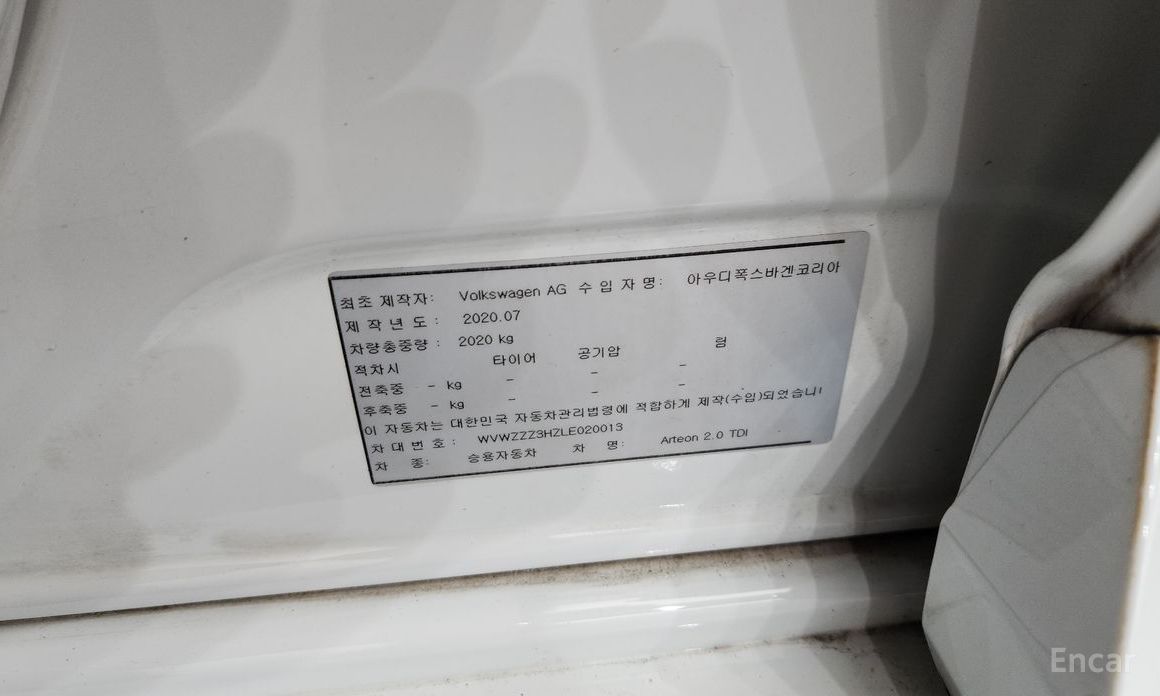 최초 제작자: Volkswagen AG 수 입 자 명: 아우디폭스바겐코리아
제 작 년 도 : 2020.07
차량총중량 : 2020 kg
적차시 타이어 공기압 림
전축중 - kg - - -
후축중 - kg - - -
이 자동차는 대한민국 자동차관리법령에 적합하게 제작(수입)되었습니
차 대 번 호 : WVWZZZ3HZLE020013
차 종: 승용자동차 차 명: Arteon 2.0 TDI
Encar